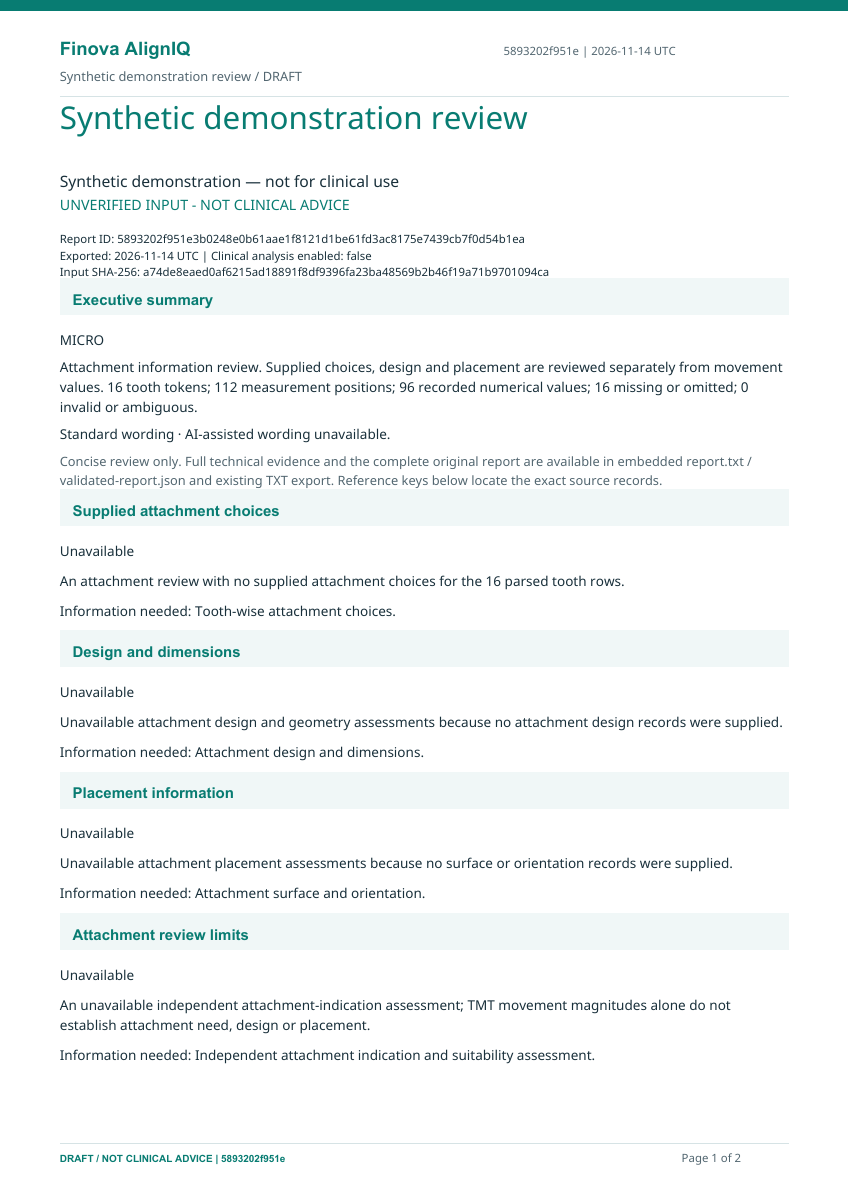 Finova AlignIQ
5893202f951e | 2026-11-14 UTC
Synthetic demonstration review / DRAFT
Synthetic demonstration review
Synthetic demonstration — not for clinical use
UNVERIFIED INPUT - NOT CLINICAL ADVICE
Report ID: 5893202f951e3b0248e0b61aae1f8121d1be61fd3ac8175e7439cb7f0d54b1ea
Exported: 2026-11-14 UTC | Clinical analysis enabled: false
Input SHA-256: a74de8eaed0af6215ad18891f8df9396fa23ba48569b2b46f19a71b9701094ca
Executive summary
MICRO
Attachment information review. Supplied choices, design and placement are reviewed separately from movement
values. 16 tooth tokens; 112 measurement positions; 96 recorded numerical values; 16 missing or omitted; 0
invalid or ambiguous.
Standard wording · AI-assisted wording unavailable.
Concise review only. Full technical evidence and the complete original report are available in embedded report.txt /
validated-report.json and existing TXT export. Reference keys below locate the exact source records.
Supplied attachment choices
Unavailable
An attachment review with no supplied attachment choices for the 16 parsed tooth rows.
Information needed: Tooth-wise attachment choices.
Design and dimensions
Unavailable
Unavailable attachment design and geometry assessments because no attachment design records were supplied.
Information needed: Attachment design and dimensions.
Placement information
Unavailable
Unavailable attachment placement assessments because no surface or orientation records were supplied.
Information needed: Attachment surface and orientation.
Attachment review limits
Unavailable
An unavailable independent attachment-indication assessment; TMT movement magnitudes alone do not
establish attachment need, design or placement.
Information needed: Independent attachment indication and suitability assessment.
DRAFT / NOT CLINICAL ADVICE | 5893202f951e
Page 1 of 2